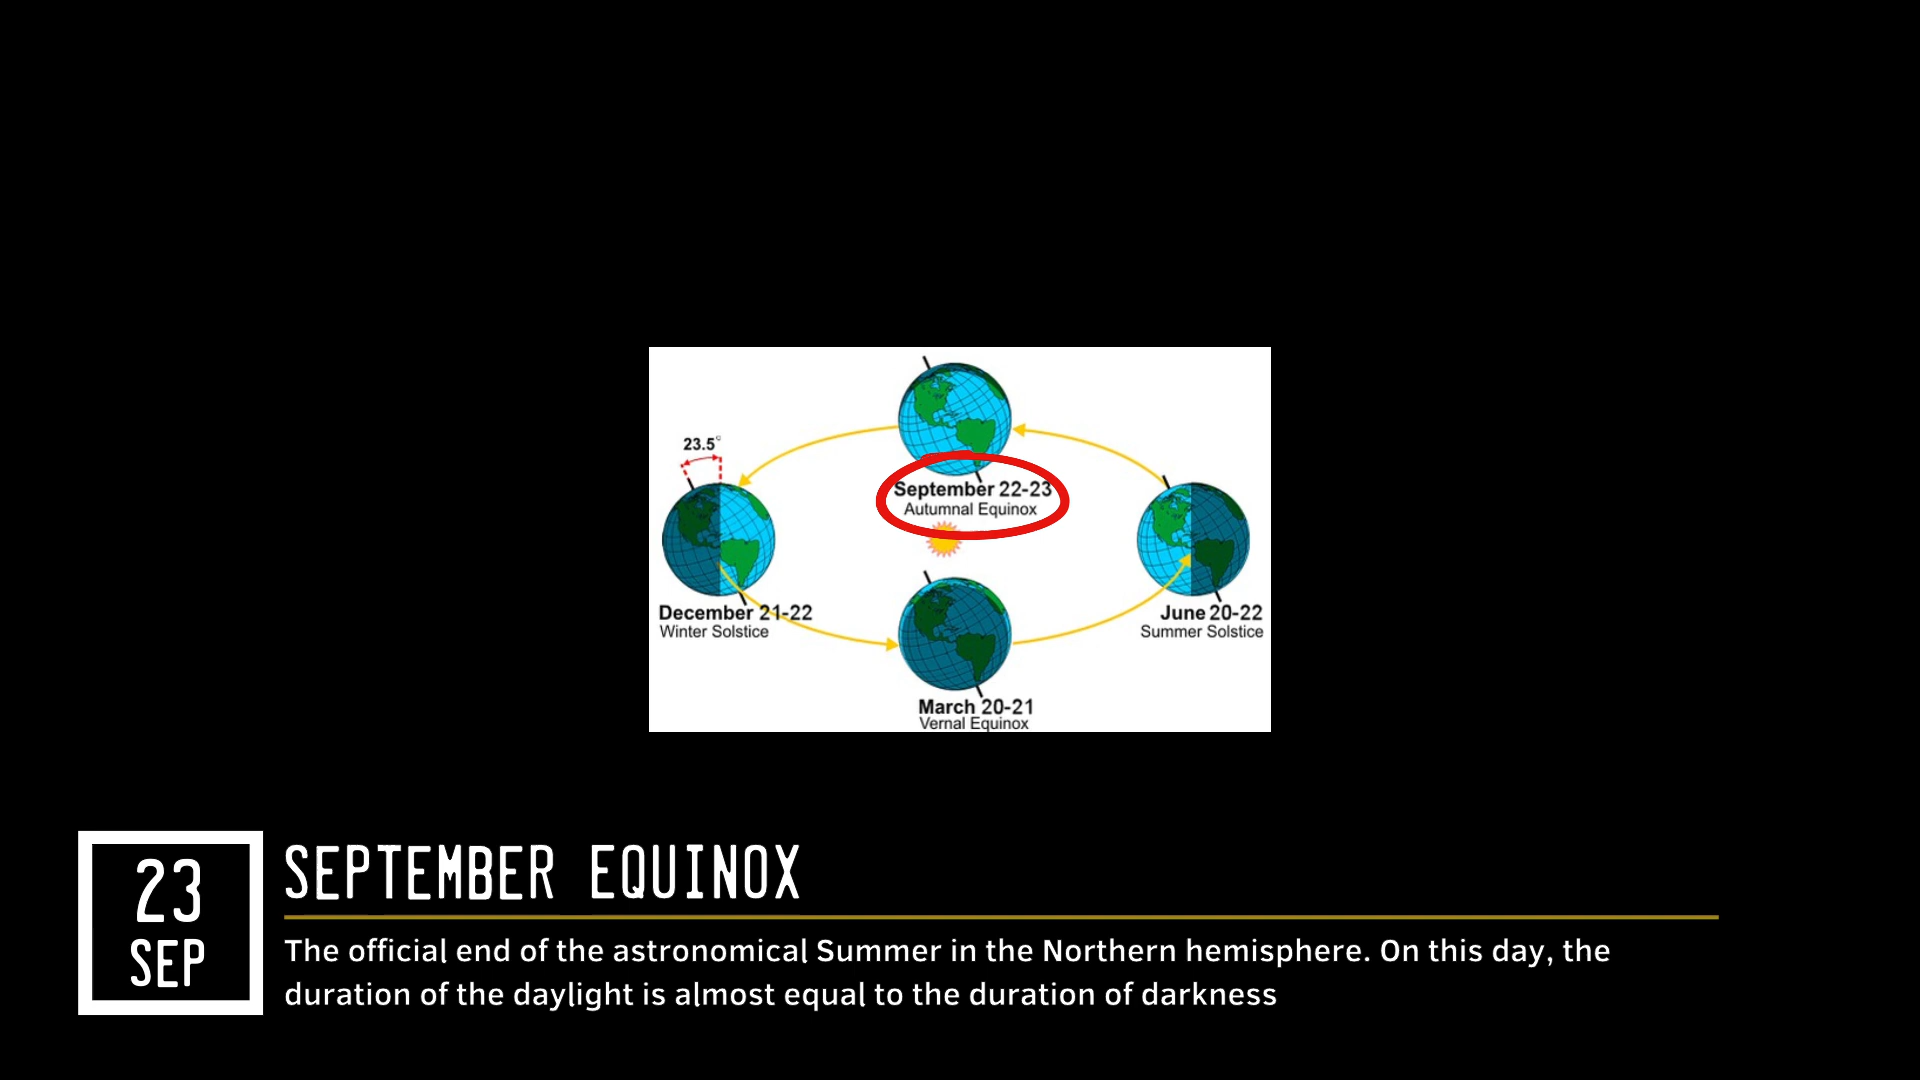 23.5°
September 22-23
Autumnal Equinox
December 21-22
Winter Solstice
June 20-22
Summer Solstice
March 20-21
Vernal Equinox
23
SEP
SEPTEMBER EQUINOX
The official end of the astronomical Summer in the Northern hemisphere. On this day, the
duration of the daylight is almost equal to the duration of darkness